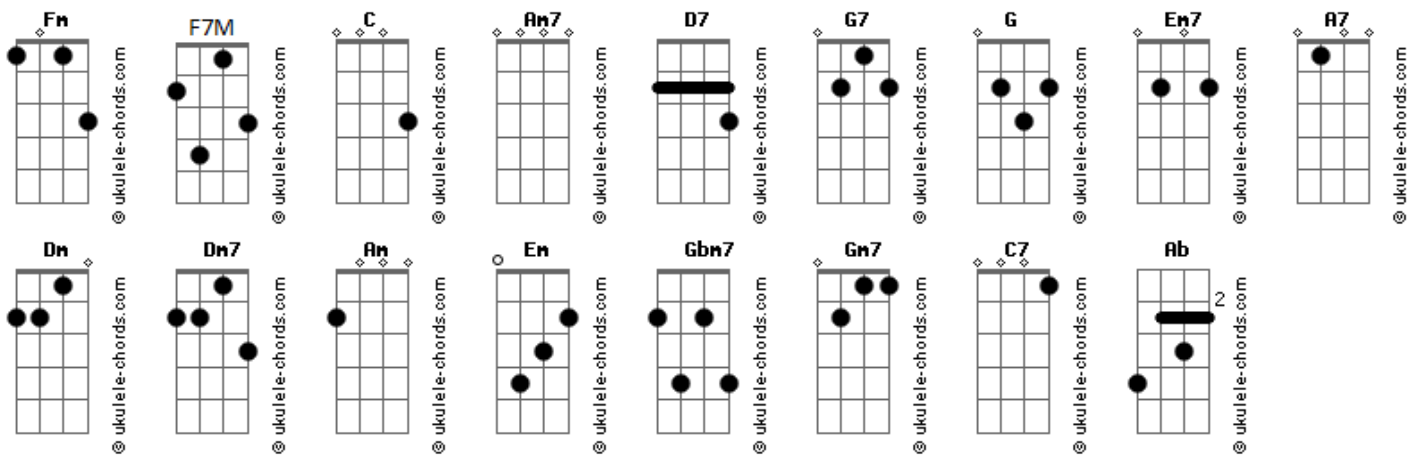 Fm F7M C Am7 D7 G7 G Em7 A7
© ukulele-chords.com © ukulele-chords.com © ukulele-chords.com © ukulele-chords.com © ukulele-chords.com © ukulele-chords.com © ukulele-chords.com © ukulele-chords.com © ukulele-chords.com
Dm Dm7 Am Em Gbm7 Gm7 C7 Ab
2
© ukulele-chords.com © ukulele-chords.com © ukulele-chords.com © ukulele-chords.com © ukulele-chords.com © ukulele-chords.com © ukulele-chords.com © ukulele-chords.com